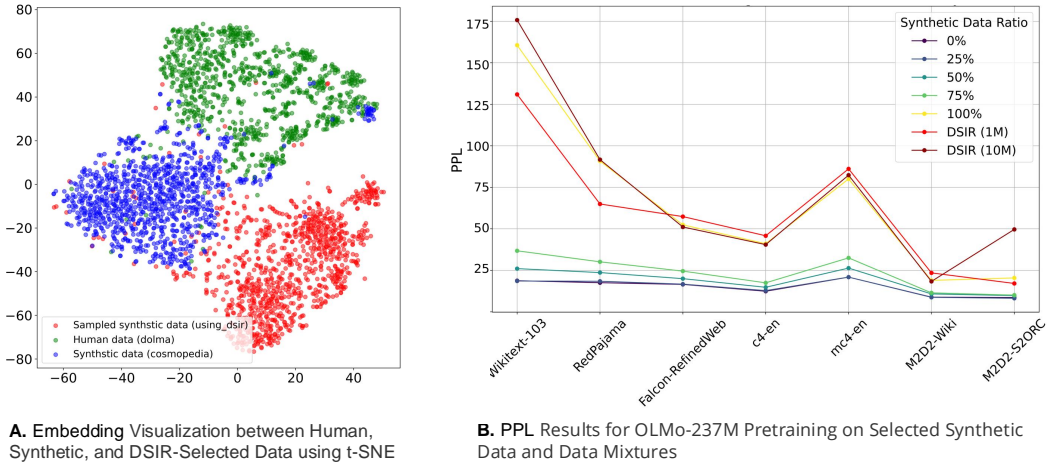 80
60
40
20
0
−20
−40
−60
−80
−60
−40
−20
0
20
40
Sampled synthstic data (using_dsir)
Human data (dolma)
Synthstic data (cosmopedia)
A. Embedding Visualization between Human,
Synthetic, and DSIR-Selected Data using t-SNE
PPL
175
150
125
100
75
50
25
Synthetic Data Ratio
0%
25%
50%
75%
100%
DSIR (1M)
DSIR (10M)
Wikitext-103
RedPajama
Falcon-RefinedWeb
c4-en
mc4-en
M2D2-Wiki
M2D2-S2ORC
B. PPL Results for OLMo-237M Pretraining on Selected Synthetic
Data and Data Mixtures